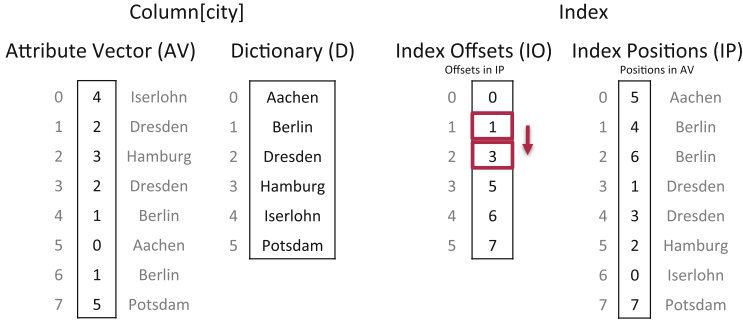 Column[city] Index
Attribute Vector (AV) Dictionary (D) Index Offsets (IO) Index Positions (IP)
Offsets in IP Positions in AV
0 4 Iserlohn 0 Aachen 0 0 0 5 Aachen
1 2 Dresden 1 Berlin 1 1 1 4 Berlin
2 3 Hamburg 2 Dresden 2 3 2 6 Berlin
3 2 Dresden 3 Hamburg 3 5 3 1 Dresden
4 1 Berlin 4 Iserlohn 4 6 4 3 Dresden
5 0 Aachen 5 Potsdam 5 7 5 2 Hamburg
6 1 Berlin 6 0 Iserlohn
7 5 Potsdam 7 7 Potsdam